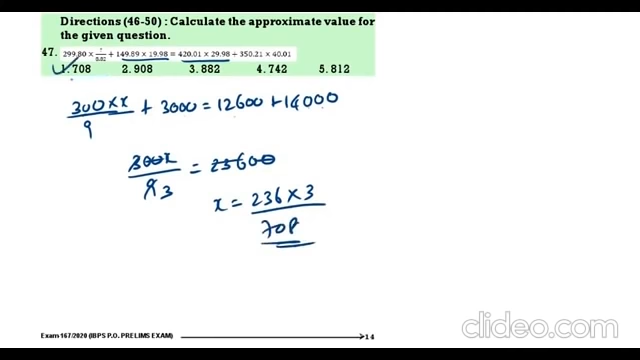 Directions (46-50) : Calculate the approximate value for
the given question.
47. 299.80 × ?/8.82 + 149.89 × 19.98 = 420.01 × 29.98 + 350.21 × 40.01
1.708 2.908 3.882 4.742 5.812
300×x/9 + 3000 = 12600 + 14000
300x/9 3 = 23600
x = 236 × 3
708
Exam 167/2020 (IBPS P.O. PRELIMS EXAM) 14
clideo.com